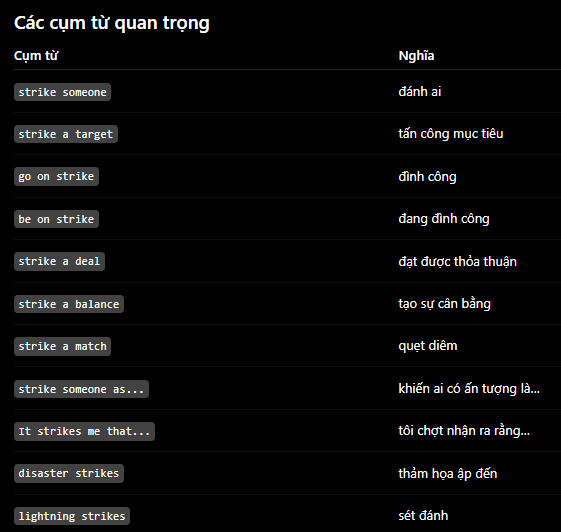 Các cụm từ quan trọng
Cụm từ Nghĩa
strike someone đánh ai
strike a target tấn công mục tiêu
go on strike đình công
be on strike đang đình công
strike a deal đạt được thỏa thuận
strike a balance tạo sự cân bằng
strike a match quẹt diêm
strike someone as... khiến ai có ấn tượng là...
It strikes me that... tôi chợt nhận ra rằng...
disaster strikes thảm họa ập đến
lightning strikes sét đánh